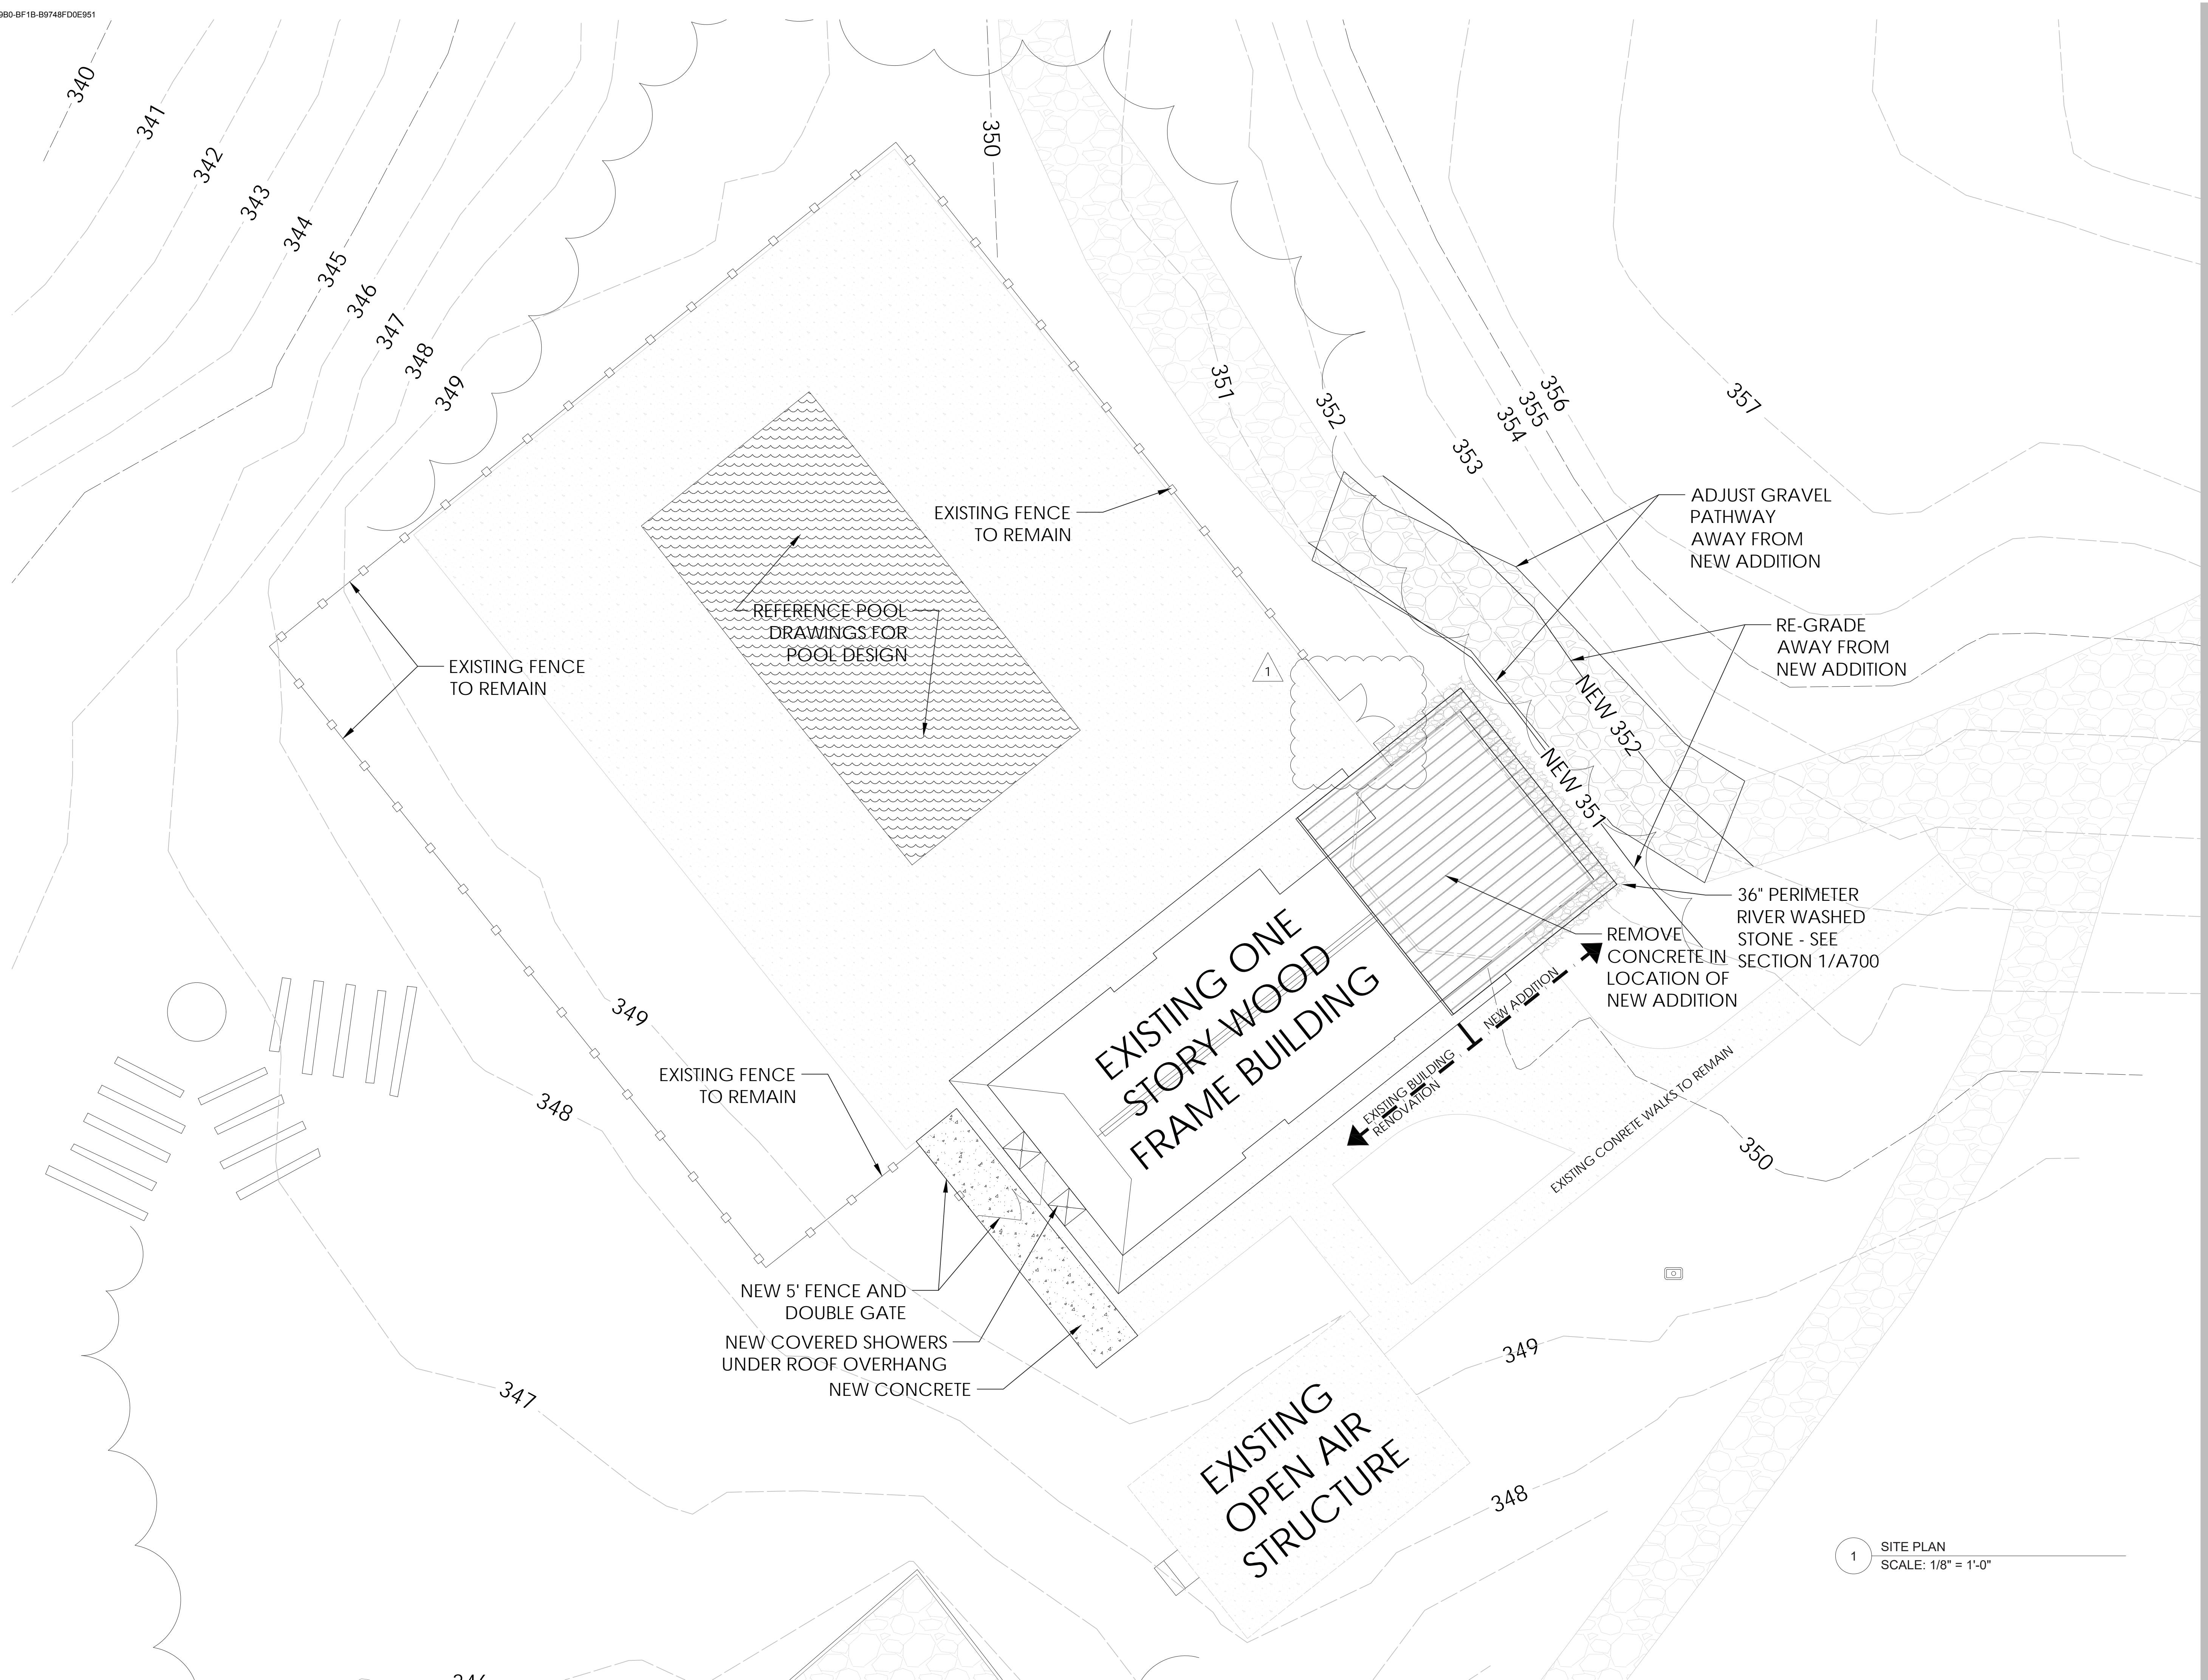 9B0-BF1B-B9748FD0E951
340
341
342
343
344
345
346
347
348
349
350
351
352
353
354
355
356
357
EXISTING FENCE
TO REMAIN
ADJUST GRAVEL
PATHWAY
AWAY FROM
NEW ADDITION
REFERENCE POOL
DRAWINGS FOR
POOL DESIGN
RE-GRADE
AWAY FROM
NEW ADDITION
EXISTING FENCE
TO REMAIN
1
NEW 352
NEW 351
36" PERIMETER
RIVER WASHED
STONE - SEE
SECTION 1/A700
REMOVE
CONCRETE IN
LOCATION OF
NEW ADDITION
EXISTING ONE
STORY WOOD
FRAME BUILDING
NEW ADDITION
EXISTING BUILDING
RENOVATION
EXISTING CONRETE WALKS TO REMAIN
349
348
350
EXISTING FENCE
TO REMAIN
NEW 5' FENCE AND
DOUBLE GATE
NEW COVERED SHOWERS
UNDER ROOF OVERHANG
NEW CONCRETE
347
349
348
EXISTING
OPEN AIR
STRUCTURE
1
SITE PLAN
SCALE: 1/8" = 1'-0"